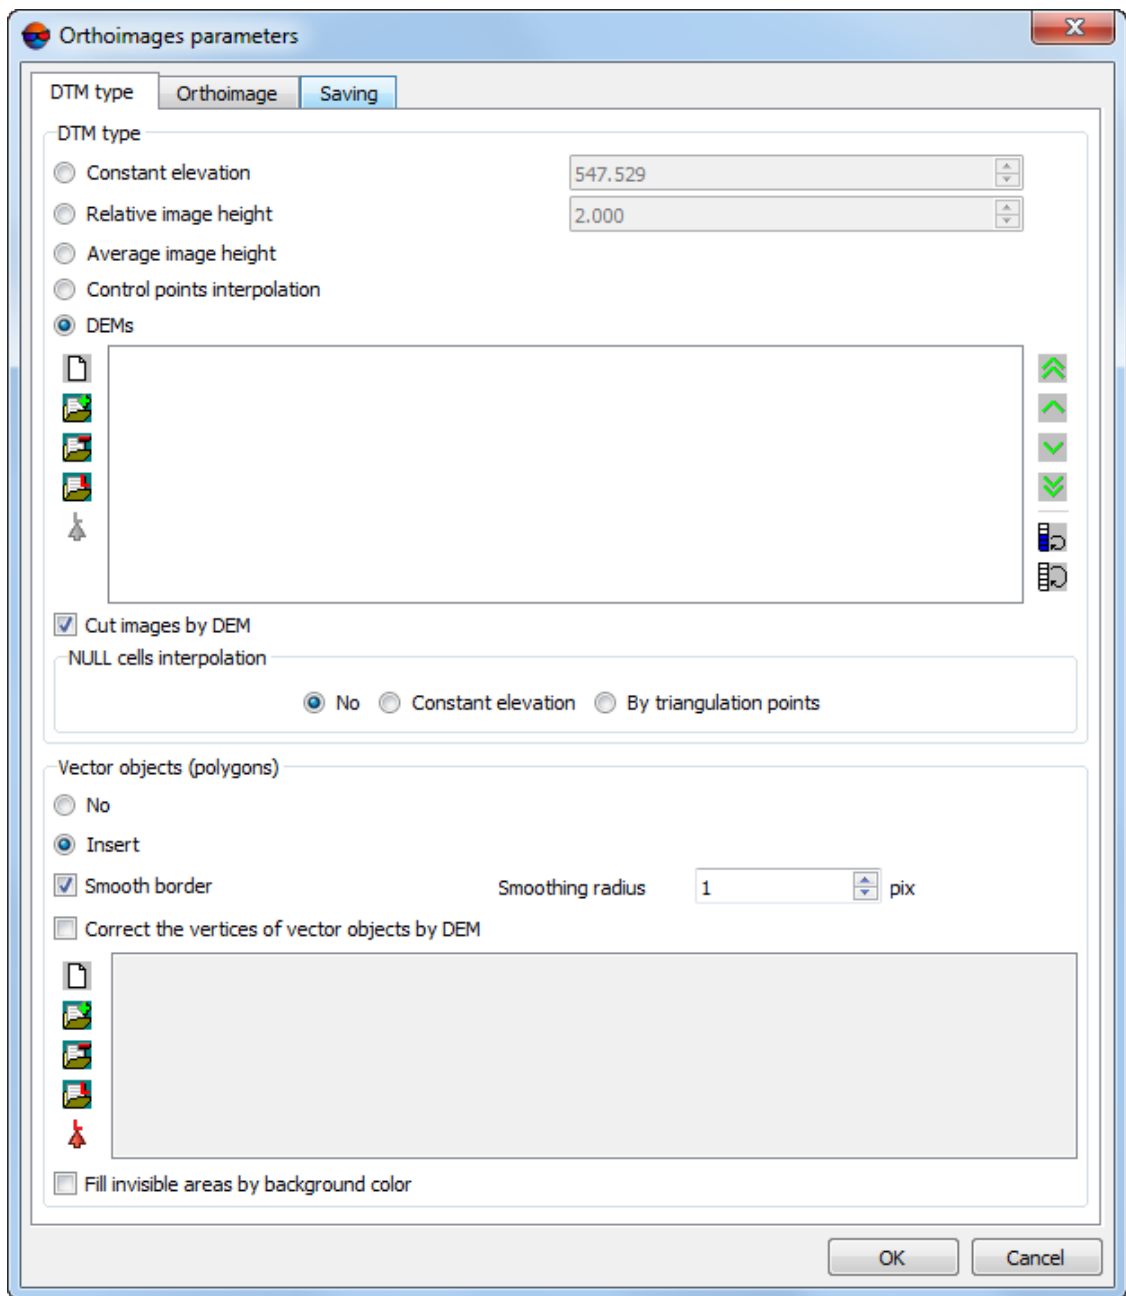 Orthoimages parameters
DTM type Orthoimage Saving
DTM type
Constant elevation 547.529
Relative image height 2.000
Average image height
Control points interpolation
DEMs
Cut images by DEM
NULL cells interpolation
No Constant elevation By triangulation points
Vector objects (polygons)
No
Insert
Smooth border Smoothing radius 1 pix
Correct the vertices of vector objects by DEM
Fill invisible areas by background color
OK Cancel